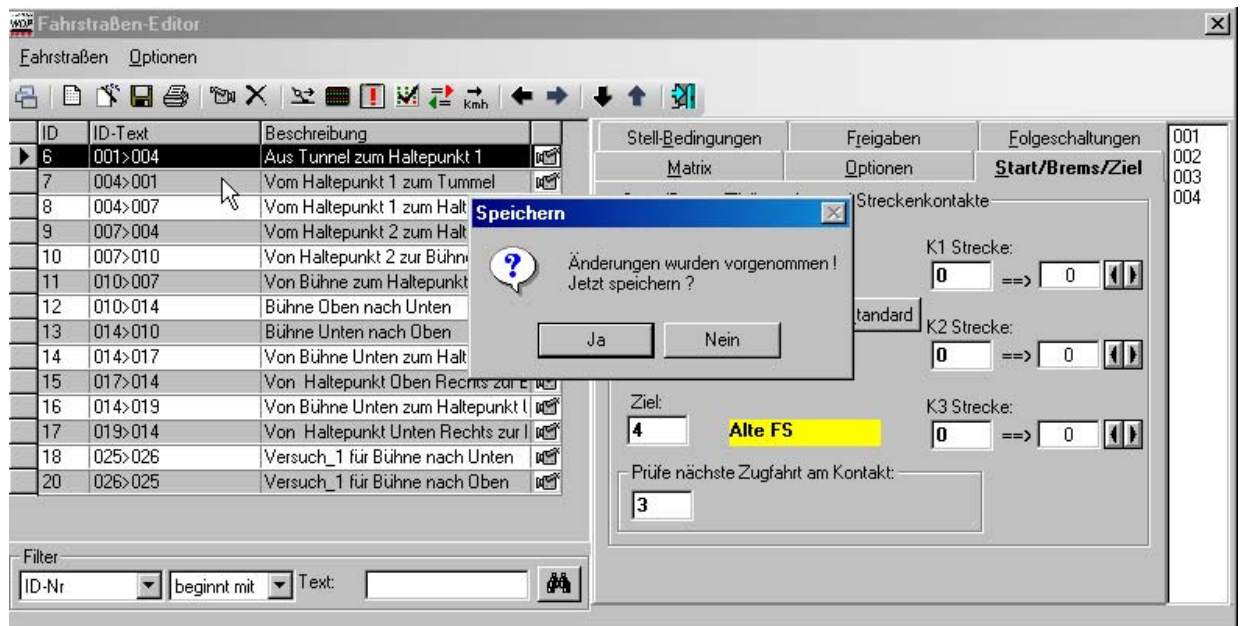 WDP Fahrstraßen-Editor
Fahrstraßen Optionen
Kmh
ID ID-Text Beschreibung
6 001>004 Aus Tunnel zum Haltepunkt 1
7 004>001 Vom Haltepunkt 1 zum Tummel
8 004>007 Vom Haltepunkt 1 zum Halt
9 007>004 Vom Haltepunkt 2 zum Halt
10 007>010 Von Haltepunkt 2 zur Bühn
11 010>007 Von Bühne zum Haltepunkt
12 010>014 Bühne Oben nach Unten
13 014>010 Bühne Unten nach Oben
14 014>017 Von Bühne Unten zum Halt
15 017>014 Von Haltepunkt Oben Rechts zur
16 014>019 Von Bühne Unten zum Haltepunkt
17 019>014 Von Haltepunkt Unten Rechts zur
18 025>026 Versuch_1 für Bühne nach Unten
20 026>025 Versuch_1 für Bühne nach Oben
Filter
ID-Nr beginnt mit Text:
Stell-Bedingungen Freigaben Folgeschaltungen
Matrix Optionen Start/Brems/Ziel
Streckenkontakte
K1 Strecke:
0 ==> 0
tandard
K2 Strecke:
0 ==> 0
Ziel:
4 Alte FS
K3 Strecke:
0 ==> 0
Prüfe nächste Zugfahrt am Kontakt:
3
001
002
003
004
Speichern
Änderungen wurden vorgenommen !
Jetzt speichern ?
Ja Nein